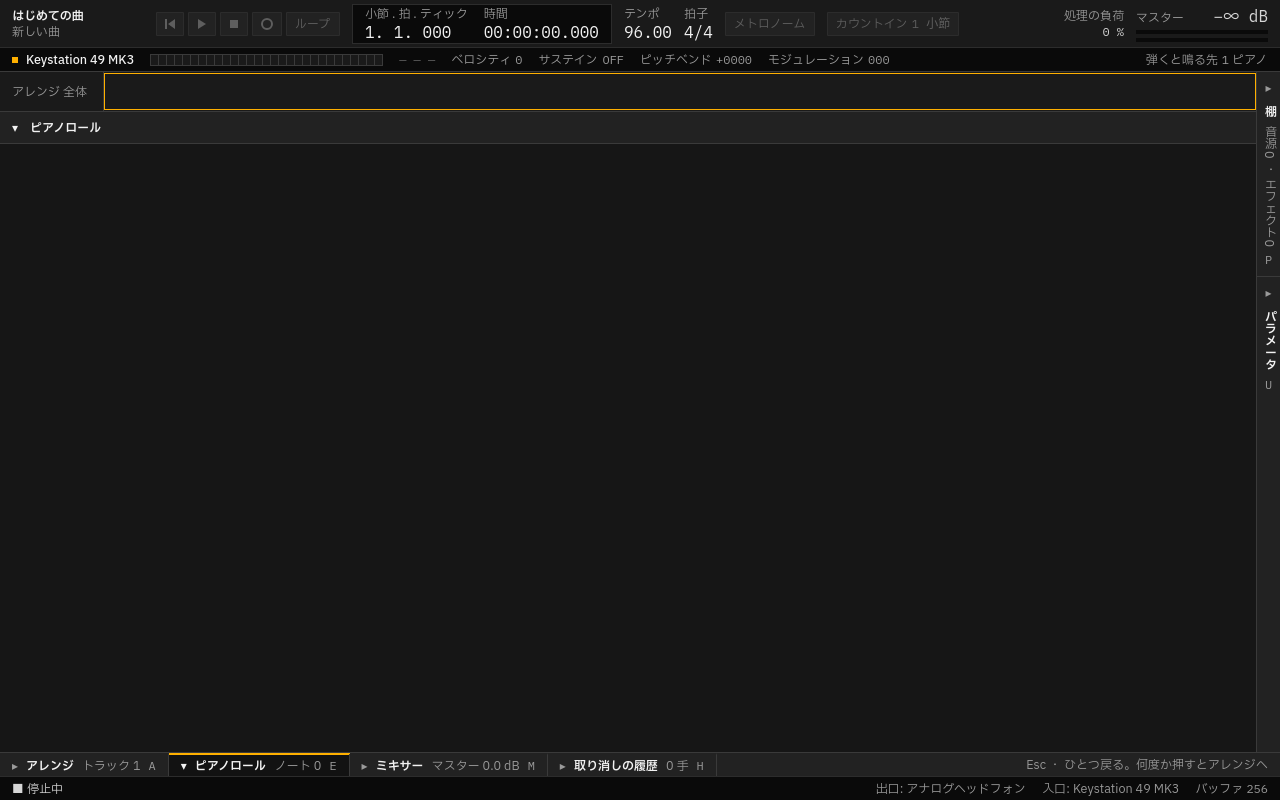 はじめての曲
新しい曲
ループ
小節 . 拍 . ティック 時間
1. 1. 000 00:00:00.000
テンポ 拍子
96.00 4/4
メトロノーム
カウントイン 1 小節
処理の負荷
0 %
マスター -∞ dB
Keystation 49 MK3 — — — ベロシティ 0 サステイン OFF ピッチベンド +0000 モジュレーション 000 弾くと鳴る先 1 ピアノ
アレンジ 全体
▾ ピアノロール
▸ 棚 音源 0 · エフェクト 0 P
▸ パラメータ U
▸ アレンジ トラック 1 A ▾ ピアノロール ノート 0 E ▸ ミキサー マスター 0.0 dB M ▸ 取り消しの履歴 0 手 H Esc · ひとつ戻る。何度か押すとアレンジへ
■ 停止中 出口: アナログヘッドフォン 入口: Keystation 49 MK3 バッファ 256